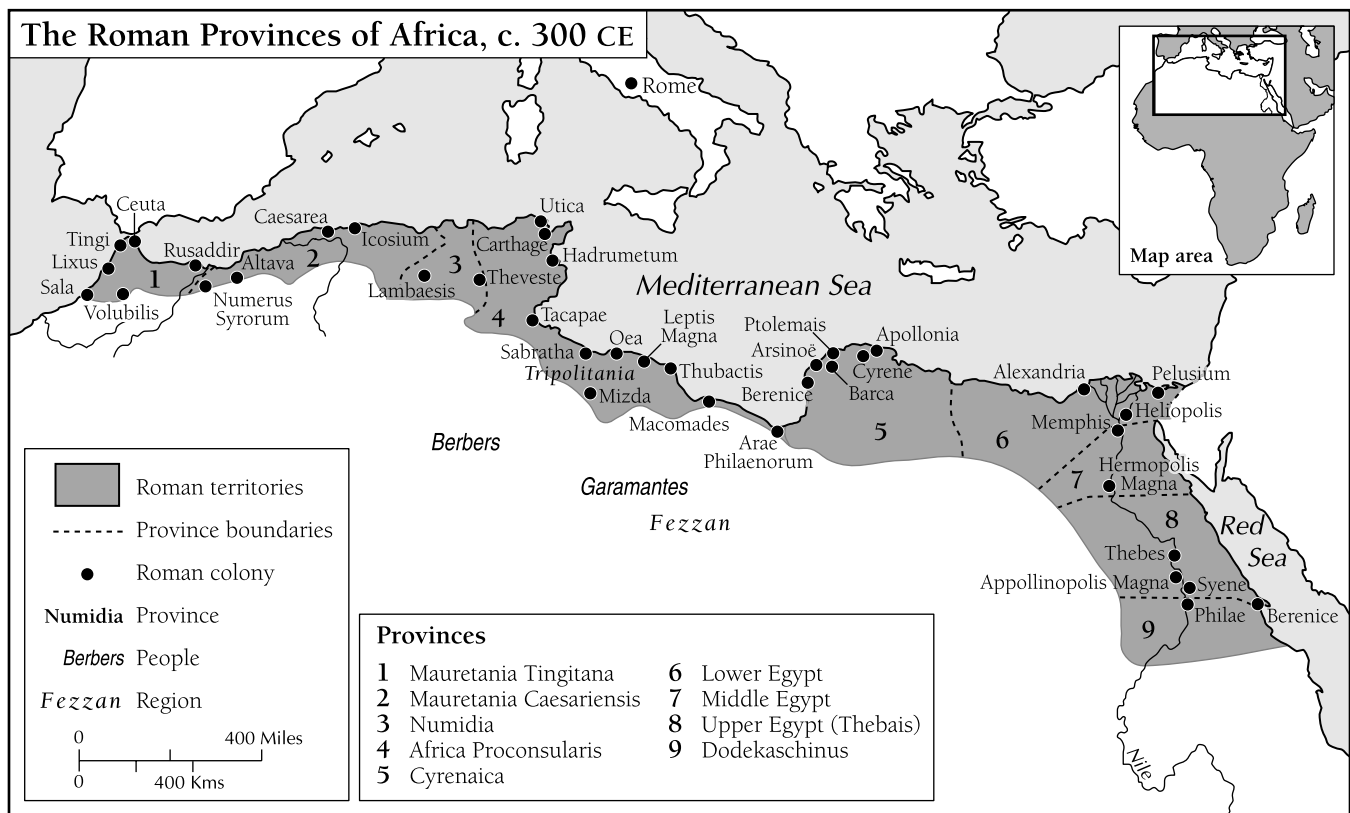 The Roman Provinces of Africa, c. 300 CE
Rome
Map area
Ceuta
Tingi
Lixus
Sala
Volubilis
1
Rusaddir
Altava
Numerus
Syrorum
Caesarea
2
Icosium
Lambaesis
3
Utica
Carthage
Hadrumetum
Theveste
4
Tacapae
Mediterranean Sea
Sabratha
Oea
Leptis
Magna
Tripolitania
Thubactis
Mizda
Macomades
Ptolemais
Arsinoë
Berenice
Barca
Cyrene
Apollonia
Arae
Philaenorum
5
6
Alexandria
Pelusium
Heliopolis
Memphis
7
Hermopolis
Magna
8
Red
Sea
Thebes
Appollinopolis Magna
Syene
Philae
Berenice
9
Nile
Berbers
Garamantes
Fezzan
Roman territories
Province boundaries
Roman colony
Numidia Province
Berbers People
Fezzan Region
0 400 Miles
0 400 Kms
Provinces
1 Mauretania Tingitana
2 Mauretania Caesariensis
3 Numidia
4 Africa Proconsularis
5 Cyrenaica
6 Lower Egypt
7 Middle Egypt
8 Upper Egypt (Thebais)
9 Dodekaschinus